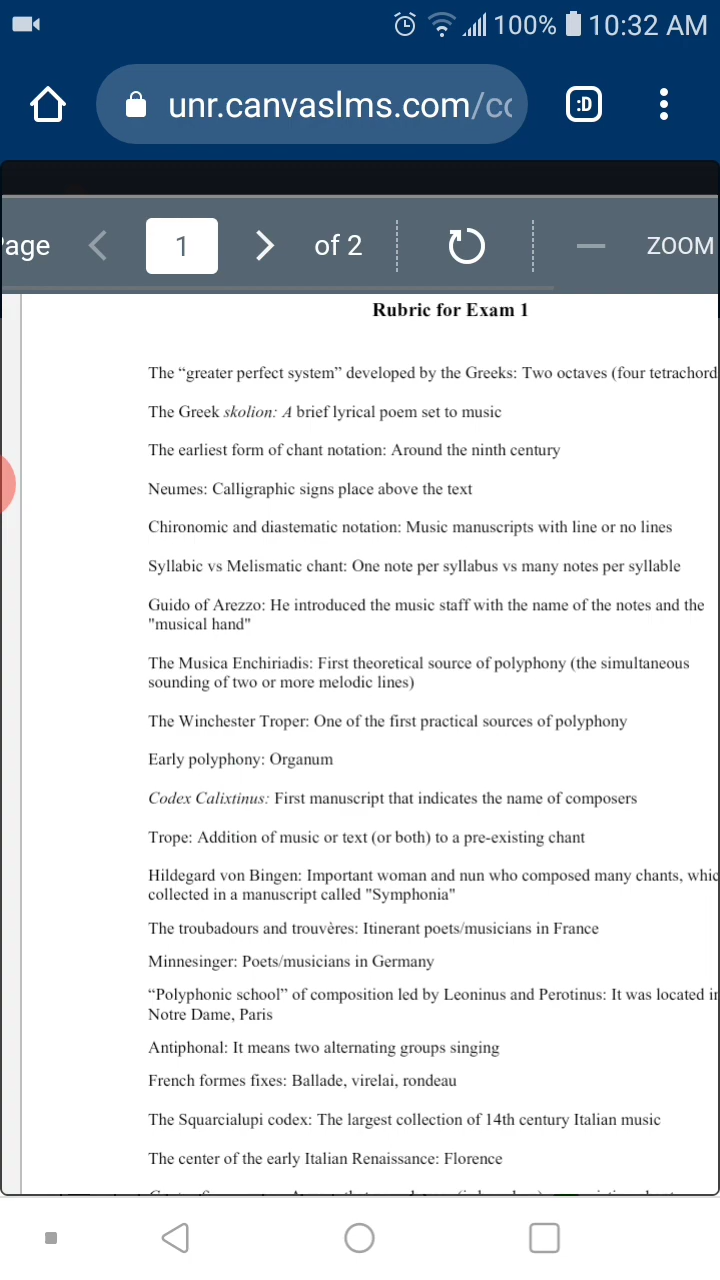 100% 10:32 AM
unr.canvaslms.com/co
:D
age
1
of 2
ZOOM
Rubric for Exam 1
The “greater perfect system” developed by the Greeks: Two octaves (four tetrachord
The Greek skolion: A brief lyrical poem set to music
The earliest form of chant notation: Around the ninth century
Neumes: Calligraphic signs place above the text
Chironomic and diastematic notation: Music manuscripts with line or no lines
Syllabic vs Melismatic chant: One note per syllabus vs many notes per syllable
Guido of Arezzo: He introduced the music staff with the name of the notes and the
"musical hand"
The Musica Enchiriadis: First theoretical source of polyphony (the simultaneous
sounding of two or more melodic lines)
The Winchester Troper: One of the first practical sources of polyphony
Early polyphony: Organum
Codex Calixtinus: First manuscript that indicates the name of composers
Trope: Addition of music or text (or both) to a pre-existing chant
Hildegard von Bingen: Important woman and nun who composed many chants, whic
collected in a manuscript called "Symphonia"
The troubadours and trouvères: Itinerant poets/musicians in France
Minnesinger: Poets/musicians in Germany
“Polyphonic school” of composition led by Leoninus and Perotinus: It was located in
Notre Dame, Paris
Antiphonal: It means two alternating groups singing
French formes fixes: Ballade, virelai, rondeau
The Squarcialupi codex: The largest collection of 14th century Italian music
The center of the early Italian Renaissance: Florence